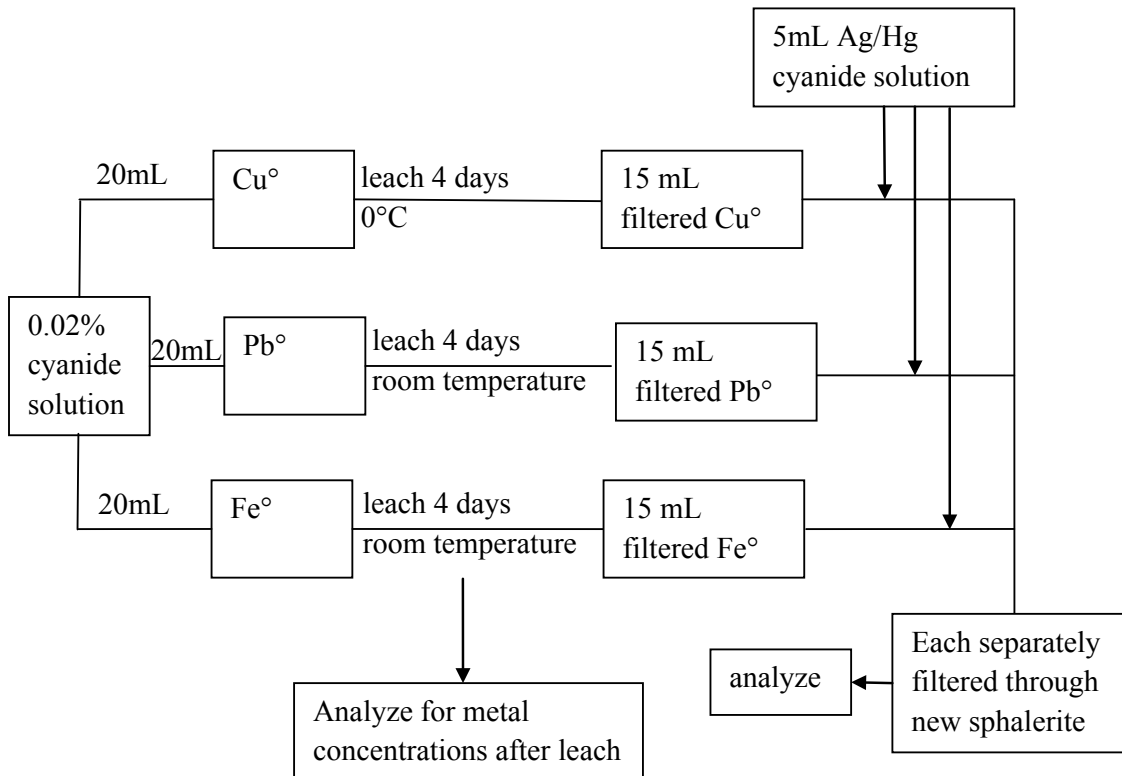 5mL Ag/Hg
cyanide solution
20mL
Cu°
leach 4 days
0°C
15 mL
filtered Cu°
0.02%
cyanide
solution
20mL
Pb°
leach 4 days
room temperature
15 mL
filtered Pb°
20mL
Fe°
leach 4 days
room temperature
15 mL
filtered Fe°
Analyze for metal
concentrations after leach
analyze
Each separately
filtered through
new sphalerite